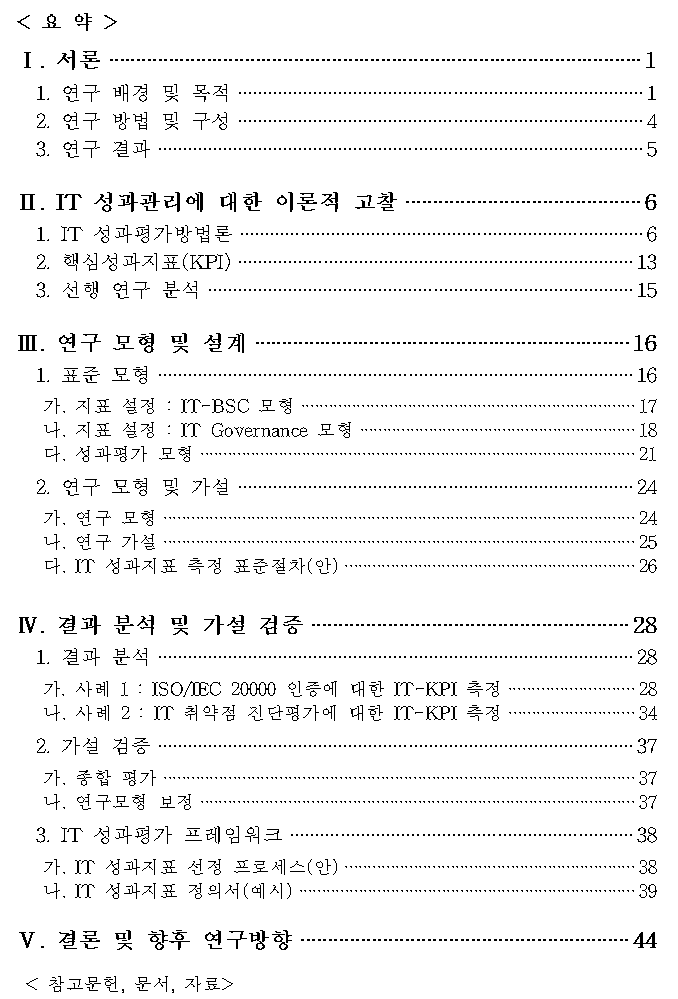 < 요 약 >
Ⅰ. 서론 ··· 1
1. 연구 배경 및 목적 ··· 1
2. 연구 방법 및 구성 ··· 4
3. 연구 결과 ··· 5
Ⅱ. IT 성과관리에 대한 이론적 고찰 ··· 6
1. IT 성과평가방법론 ··· 6
2. 핵심성과지표(KPI) ··· 13
3. 선행 연구 분석 ··· 15
Ⅲ. 연구 모형 및 설계 ··· 16
1. 표준 모형 ··· 16
가. 지표 설정 : IT-BSC 모형 ··· 17
나. 지표 설정 : IT Governance 모형 ··· 18
다. 성과평가 모형 ··· 21
2. 연구 모형 및 가설 ··· 24
가. 연구 모형 ··· 24
나. 연구 가설 ··· 25
다. IT 성과지표 측정 표준절차(안) ··· 26
Ⅳ. 결과 분석 및 가설 검증 ··· 28
1. 결과 분석 ··· 28
가. 사례 1 : ISO/IEC 20000 인증에 대한 IT-KPI 측정 ··· 28
나. 사례 2 : IT 취약점 진단평가에 대한 IT-KPI 측정 ··· 34
2. 가설 검증 ··· 37
가. 종합 평가 ··· 37
나. 연구모형 보정 ··· 37
3. IT 성과평가 프레임워크 ··· 38
가. IT 성과지표 선정 프로세스(안) ··· 38
나. IT 성과지표 정의서(예시) ··· 39
Ⅴ. 결론 및 향후 연구방향 ··· 44
< 참고문헌, 문서, 자료>